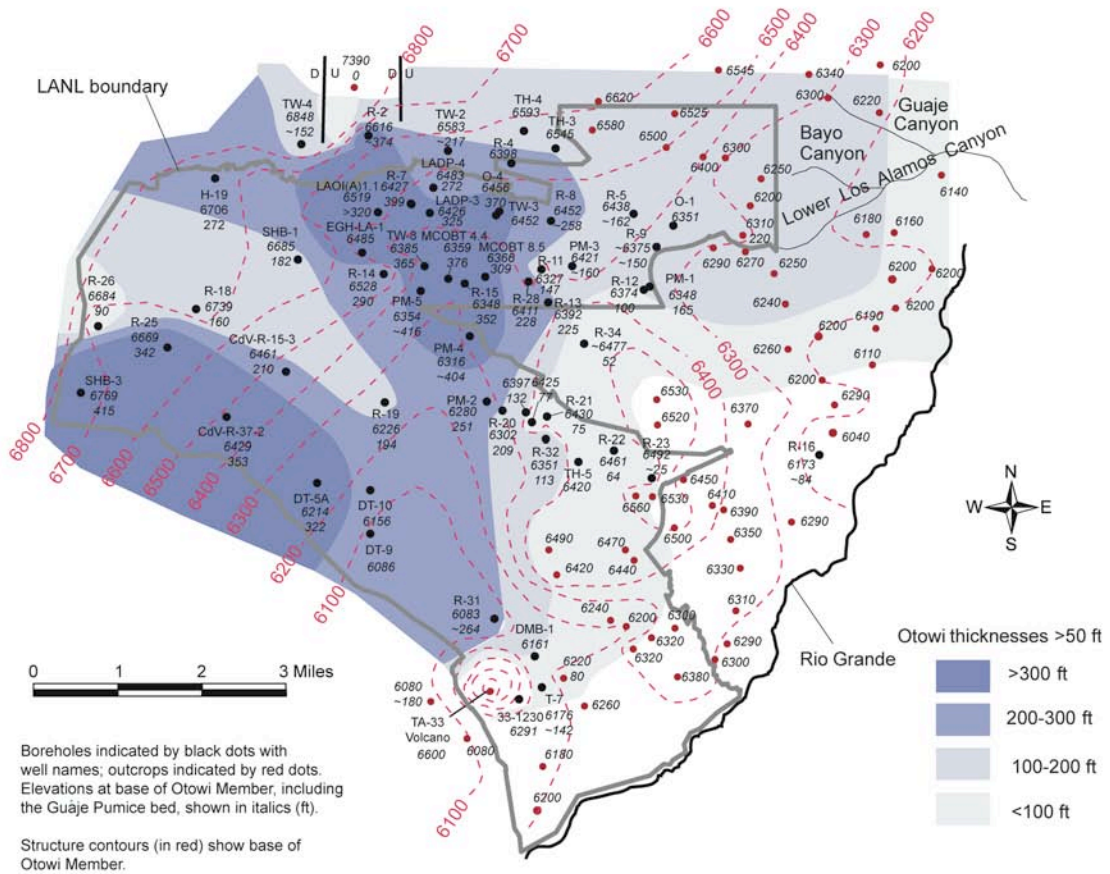 7390
0
D U
D U
6800
6700
6600
6500
6400
6300
6200
LANL boundary
TW-4
6848
~152
R-2
6616
~374
TW-2
6583
~217
TH-4
6593
TH-3
6545
6620
6580
6545
6525
6500
6340
6300
6200
6220
Guaje
Canyon
Bayo
Canyon
Lower Los Alamos Canyon
6140
R-4
6398
LADP-4
6483
272
O-4
6456
370
R-7
6427
399
LAOI(A)1.1
6519
>320
LADP-3
6426
325
TW-3
6452
R-8
6452
~258
R-5
6438
~162
O-1
6351
6400
6300
6250
6200
6310
220
6180
6160
H-19
6706
272
SHB-1
6685
182
EGH-LA-1
6485
TW-8
6385
365
MCOBT 4.4
6359
376
MCOBT 8.5
6366
309
PM-3
6421
~160
R-9
6375
~150
6290
6270
6250
6200
6200
R-26
6684
90
R-18
6739
160
R-14
6528
290
R-11
6327
147
R-12
6374
100
PM-1
6348
165
6240
6200
PM-5
6354
~416
R-15
6348
352
R-28
6411
228
R-13
6392
225
R-34
~6477
52
6200
6190
R-25
6669
342
CdV-R-15-3
6461
210
PM-4
6316
~404
6300
6260
6110
6400
6200
SHB-3
6769
415
R-19
6226
194
PM-2
6280
251
6397
132
6425
77
R-21
6430
75
6530
6520
6370
6290
6040
CdV-R-37-2
6429
353
R-20
6302
209
R-32
6351
113
TH-5
6420
R-22
6461
64
R-23
6492
~25
R-16
6173
~84
6800
6700
6600
6500
6400
6300
6200
6100
DT-5A
6214
322
DT-10
6156
DT-9
6086
6450
6560
6530
6410
6390
6500
6290
6350
6490
6420
6470
6440
6330
N
W E
S
R-31
6083
~264
6240
6200
6300
6320
6320
6310
6290
6300
6380
DMB-1
6161
6220
80
Rio Grande
0 1 2 3 Miles
6080
~180
TA-33
Volcano
6600
6080
33-1230
6291
T-7
6176
~142
6260
6180
6200
6100
Otowi thicknesses >50 ft
>300 ft
200-300 ft
100-200 ft
<100 ft
Boreholes indicated by black dots with
well names; outcrops indicated by red dots.
Elevations at base of Otowi Member, including
the Guaje Pumice bed, shown in italics (ft).
Structure contours (in red) show base of
Otowi Member.